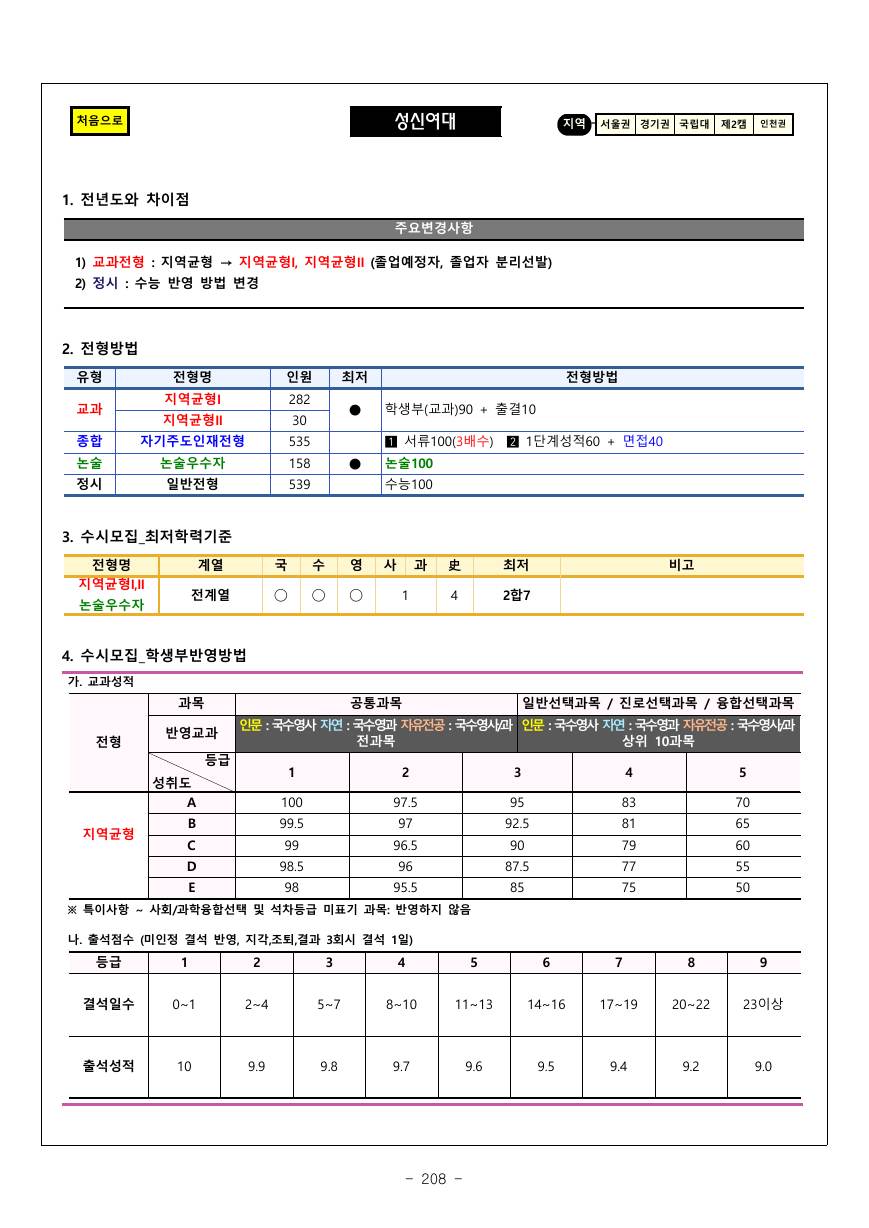 처음으로
성신여대
지역 서울권 경기권 국립대 제2캠 인천권
1. 전년도와 차이점
주요변경사항
1) 교과전형 : 지역균형 → 지역균형Ⅰ, 지역균형Ⅱ (졸업예정자, 졸업자 분리선발)
2) 정시 : 수능 반영 방법 변경
2. 전형방법
유형 전형명 인원 최저 전형방법
교과 지역균형Ⅰ 282 ● 학생부(교과)90 + 출결10
지역균형Ⅱ 30
종합 자기주도인재전형 535 1 서류100(3배수) 2 1단계성적60 + 면접40
논술 논술우수자 158 ● 논술100
정시 일반전형 539 수능100
3. 수시모집_최저학력기준
전형명 계열 국 수 영 사 과 史 최저 비고
지역균형Ⅰ,Ⅱ
논술우수자
전계열 ○ ○ ○ 1 4 2합7
4. 수시모집_학생부반영방법
가. 교과성적
전형 과목 공통과목 일반선택과목 / 진로선택과목 / 융합선택과목
반영교과 인문 : 국수영사 자연 : 국수영과 자유전공 : 국수영사/과 전과목
인문 : 국수영사 자연 : 국수영과 자유전공 : 국수영사/과 상위 10과목
등급
성취도
1 2 3 4 5
지역균형
A 100 97.5 95 83 70
B 99.5 97 92.5 81 65
C 99 96.5 90 79 60
D 98.5 96 87.5 77 55
E 98 95.5 85 75 50
※ 특이사항 ~ 사회/과학융합선택 및 석차등급 미표기 과목: 반영하지 않음
나. 출석점수 (미인정 결석 반영, 지각,조퇴,결과 3회시 결석 1일)
등급 1 2 3 4 5 6 7 8 9
결석일수 0~1 2~4 5~7 8~10 11~13 14~16 17~19 20~22 23이상
출석성적 10 9.9 9.8 9.7 9.6 9.5 9.4 9.2 9.0
- 208 -